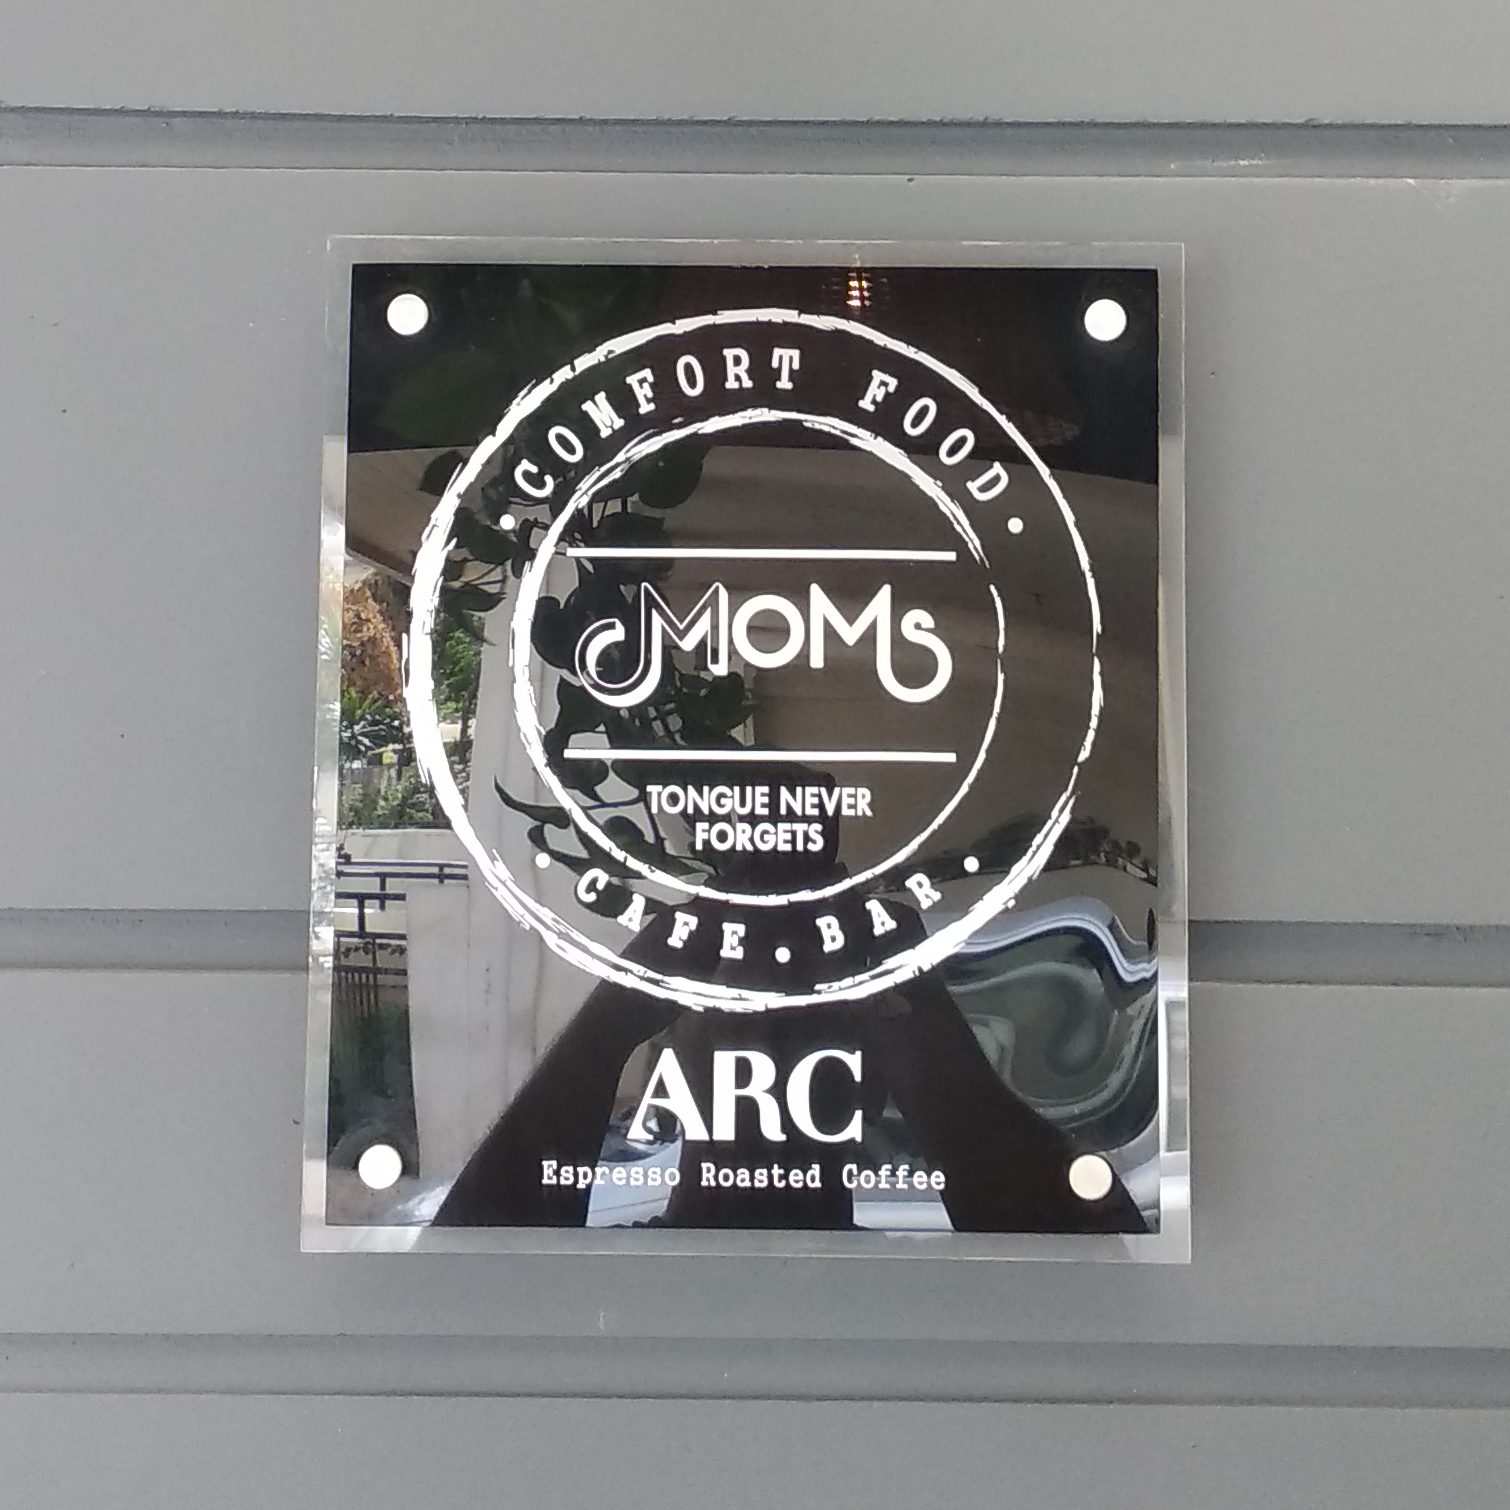 COMFORT FOOD
MOMS
TONGUE NEVER
FORGETS
CAFE.BAR
ARC
Espresso Roasted Coffee